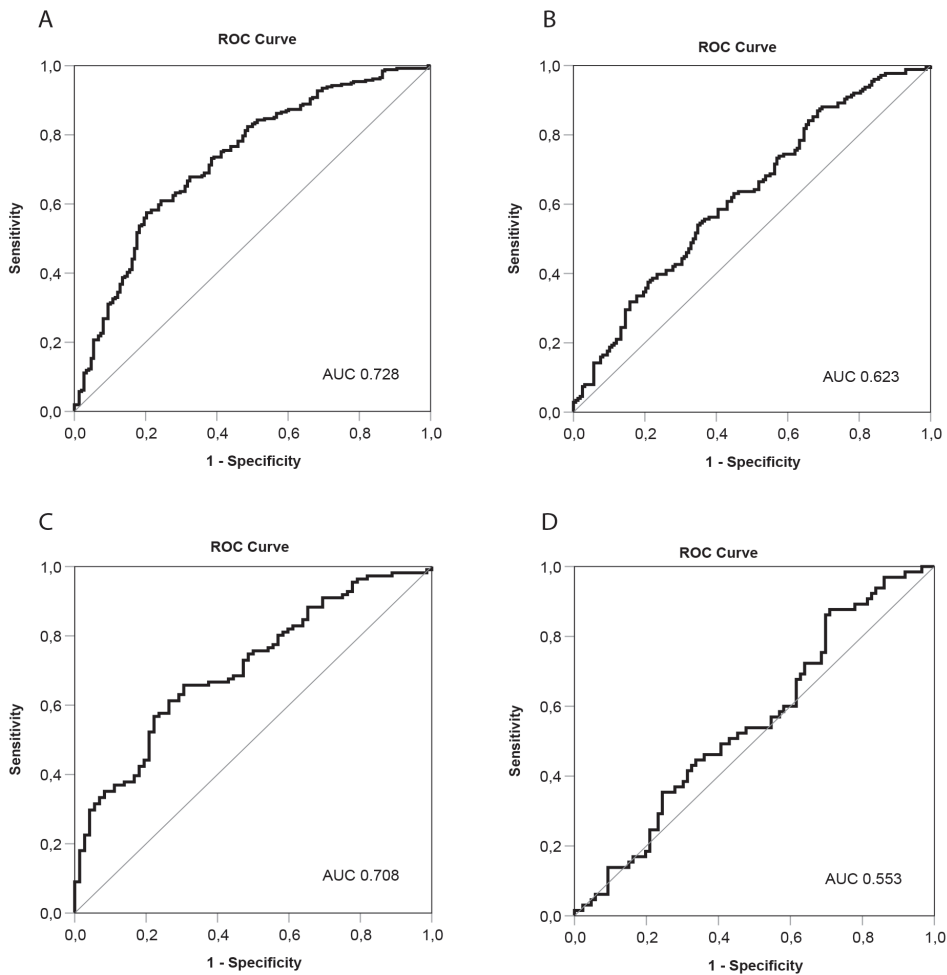 A
ROC Curve
1,0
0,8
0,6
0,4
0,2
0,0
Sensitivity
AUC 0.728
0,0 0,2 0,4 0,6 0,8 1,0
1 - Specificity
B
ROC Curve
1,0
0,8
0,6
0,4
0,2
0,0
Sensitivity
AUC 0.623
0,0 0,2 0,4 0,6 0,8 1,0
1 - Specificity
C
ROC Curve
1,0
0,8
0,6
0,4
0,2
0,0
Sensitivity
AUC 0.708
0,0 0,2 0,4 0,6 0,8 1,0
1 - Specificity
D
ROC Curve
1,0
0,8
0,6
0,4
0,2
0,0
Sensitivity
AUC 0.553
0,0 0,2 0,4 0,6 0,8 1,0
1 - Specificity